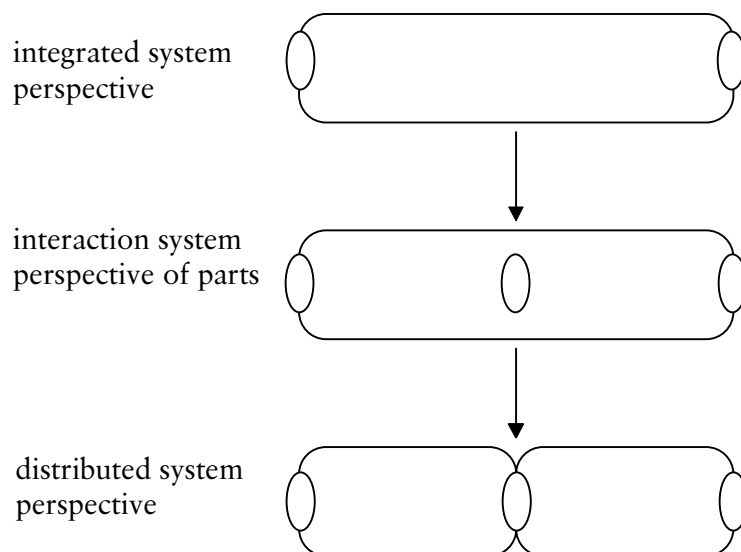 integrated system
perspective
interaction system
perspective of parts
distributed system
perspective